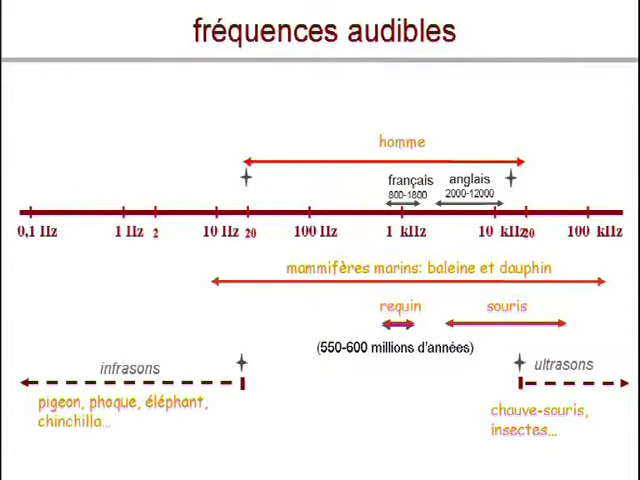 fréquences audibles
homme
français
800-1800
anglais
2000-12000
0,1 Hz 1 Hz 2 10 Hz 20 100 Hz 1 kHz 10 kHz 20 100 kHz
mammifères marins: baleine et dauphin
requin
souris
(550-600 millions d'années)
infrasons
ultrasons
pigeon, phoque, éléphant,
chinchilla...
chauve-souris,
insectes...